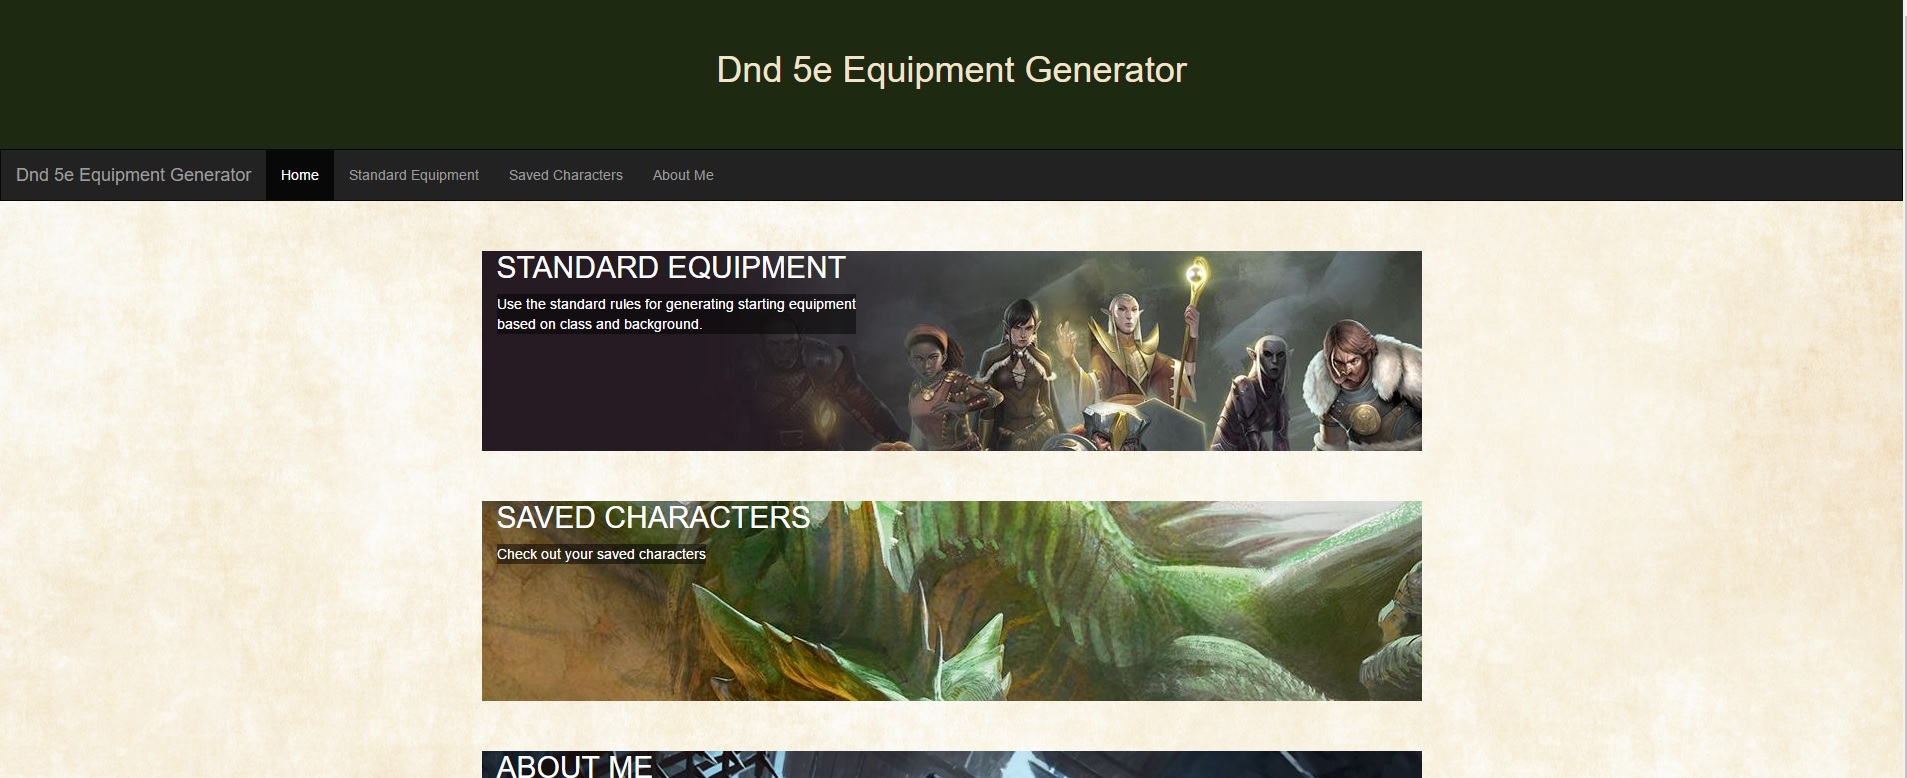 Dnd 5e Equipment Generator
Dnd 5e Equipment Generator Home Standard Equipment Saved Characters About Me
STANDARD EQUIPMENT
Use the standard rules for generating starting equipment
based on class and background.
SAVED CHARACTERS
Check out your saved characters
ABOUT ME